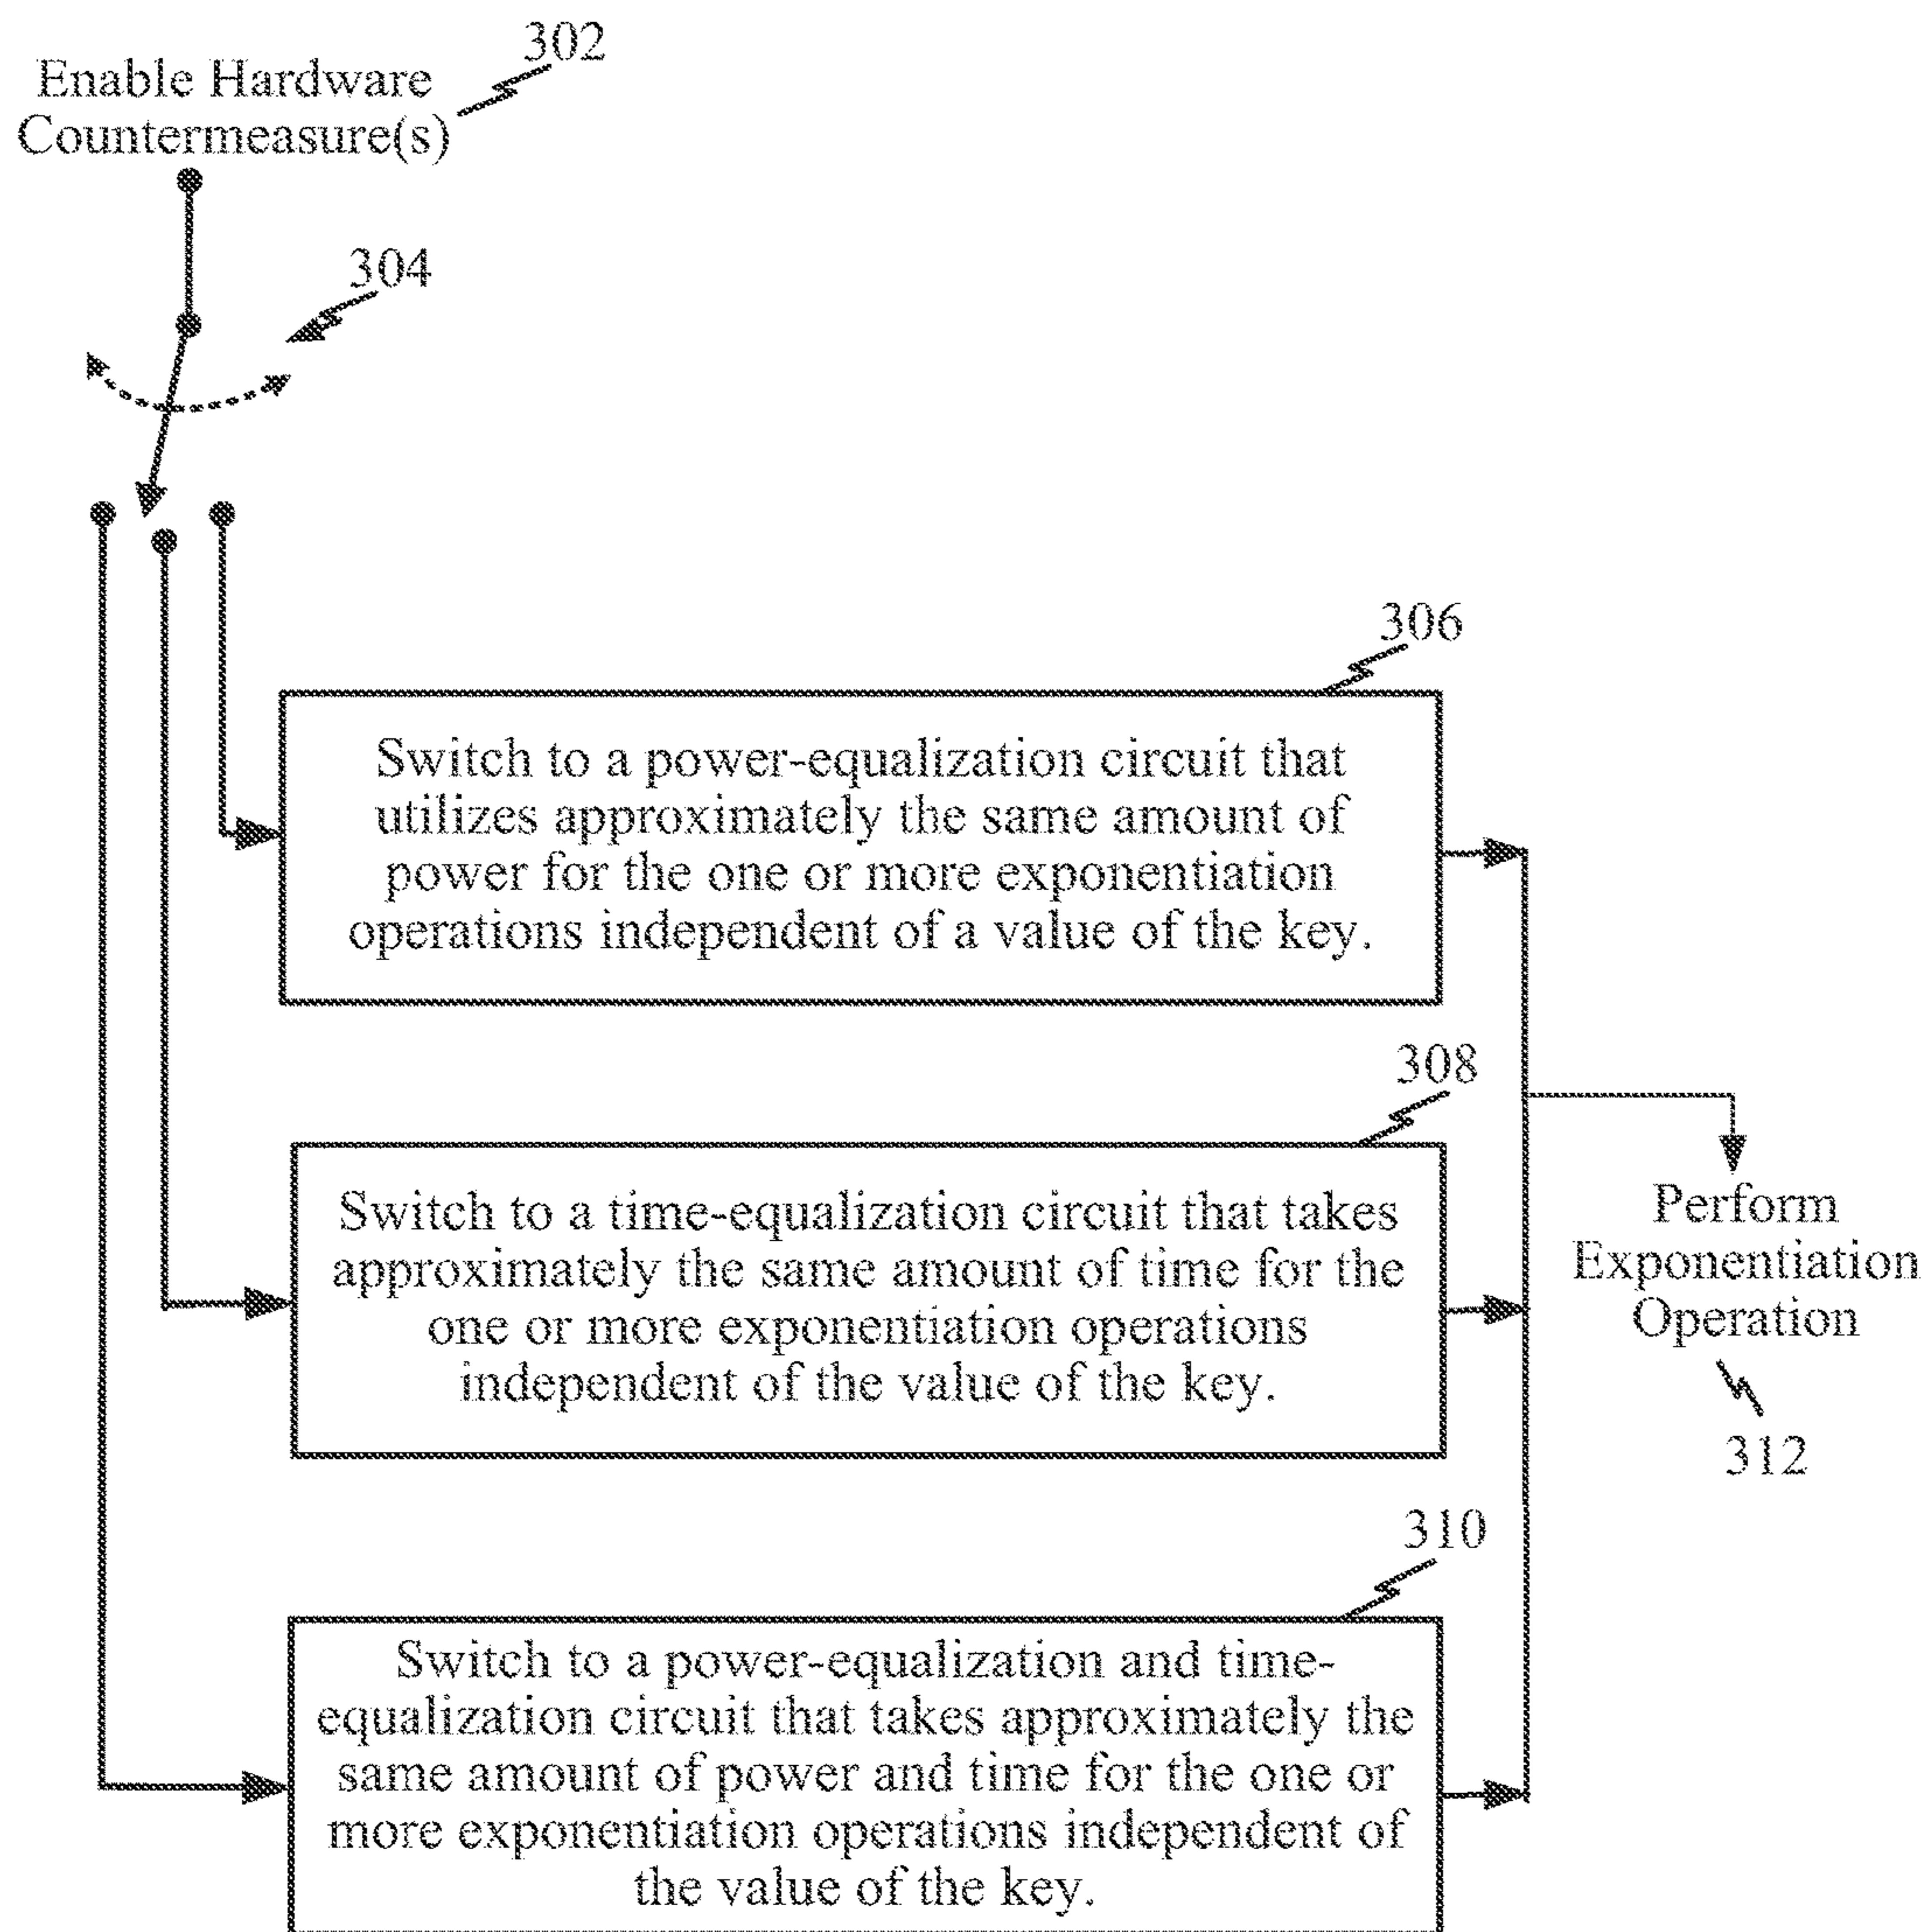 302
Enable Hardware
Countermeasure(s)
304
306
Switch to a power-equalization circuit that
utilizes approximately the same amount of
power for the one or more exponentiation
operations independent of a value of the key.
308
Switch to a time-equalization circuit that takes
approximately the same amount of time for the
one or more exponentiation operations
independent of the value of the key.
Perform
Exponentiation
Operation
312
310
Switch to a power-equalization and time-
equalization circuit that takes approximately the
same amount of power and time for the one or
more exponentiation operations independent of
the value of the key.